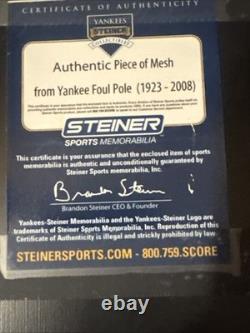 CERTIFICATE OF AUTHENTICITY
YANKEES
STEINER
COLLECTIBLES
Authentic Piece of Mesh
from Yankee Foul Pole (1923 - 2008)
STEINER
SPORTS MEMORABILIA
This certificate is your assurance that the enclosed item of sports
memorabilia is authentic and unconditionally guaranteed by
Steiner Sports Memorabilia, Inc.
Brandon Steiner CEO & Founder
Yankees-Steiner Memorabilia and the Yankees-Steiner Logo are
trademarks of Steiner Sports Memorabilia, Inc. Reproduction of this
Certificate of Authenticity is illegal and strictly prohibited by law.
STEINERSPORTS.COM - 800.759.SCORE